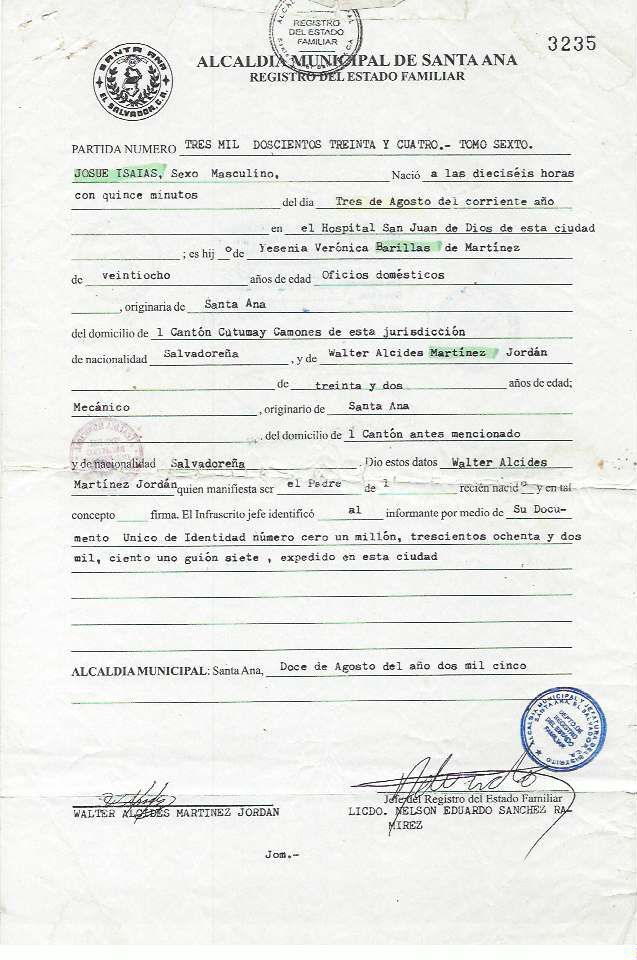 REGISTRO
DEL ESTADO
FAMILIAR
3235
SANTA ANA
EL SALVADOR, C.A.
ALCALDIA MUNICIPAL DE SANTA ANA
REGISTRO DEL ESTADO FAMILIAR
PARTIDA NUMERO TRES MIL DOSCIENTOS TREINTA Y CUATRO.- TOMO SEXTO.
JOSUE ISAIAS, Sexo Masculino, Nació a las dieciséis horas
con quince minutos del dia Tres de Agosto del corriente año
en el Hospital San Juan de Dios de esta ciudad
; es hij o de Yesenia Verónica Barillas de Martínez
de veintiocho años de edad Oficios domésticos
, originaria de Santa Ana
del domicilio de l Cantón Cutumay Camones de esta jurisdicción
de nacionalidad Salvadoreña , y de Walter Alcides Martínez Jordán
de treinta y dos años de edad;
Mecánico , originario de Santa Ana
, del domicilio de l Cantón antes mencionado
y de nacionalidad Salvadoreña . Dio estos datos Walter Alcides
Martínez Jordán quien manifiesta ser el Padre de l recién nacid o y en tal
concepto firma. El Infrascrito jefe identificó al informante por medio de Su Docu-
mento Unico de Identidad número cero un millón, trescientos ochenta y dos
mil, ciento uno guión siete , expedido en esta ciudad
ALCALDIA MUNICIPAL: Santa Ana, Doce de Agosto del año dos mil cinco
ALCALDIA MUNICIPAL Y JEFATURA DEL DISTRITO
SANTA ANA, EL SALVADOR, C.A.
DEPTO DE
REGISTRO
DEL ESTADO
FAMILIAR
WALTER ALCIDES MARTINEZ JORDAN
Jefe del Registro del Estado Familiar
LICDO. NELSON EDUARDO SANCHEZ RA-
MIREZ
Jom.-